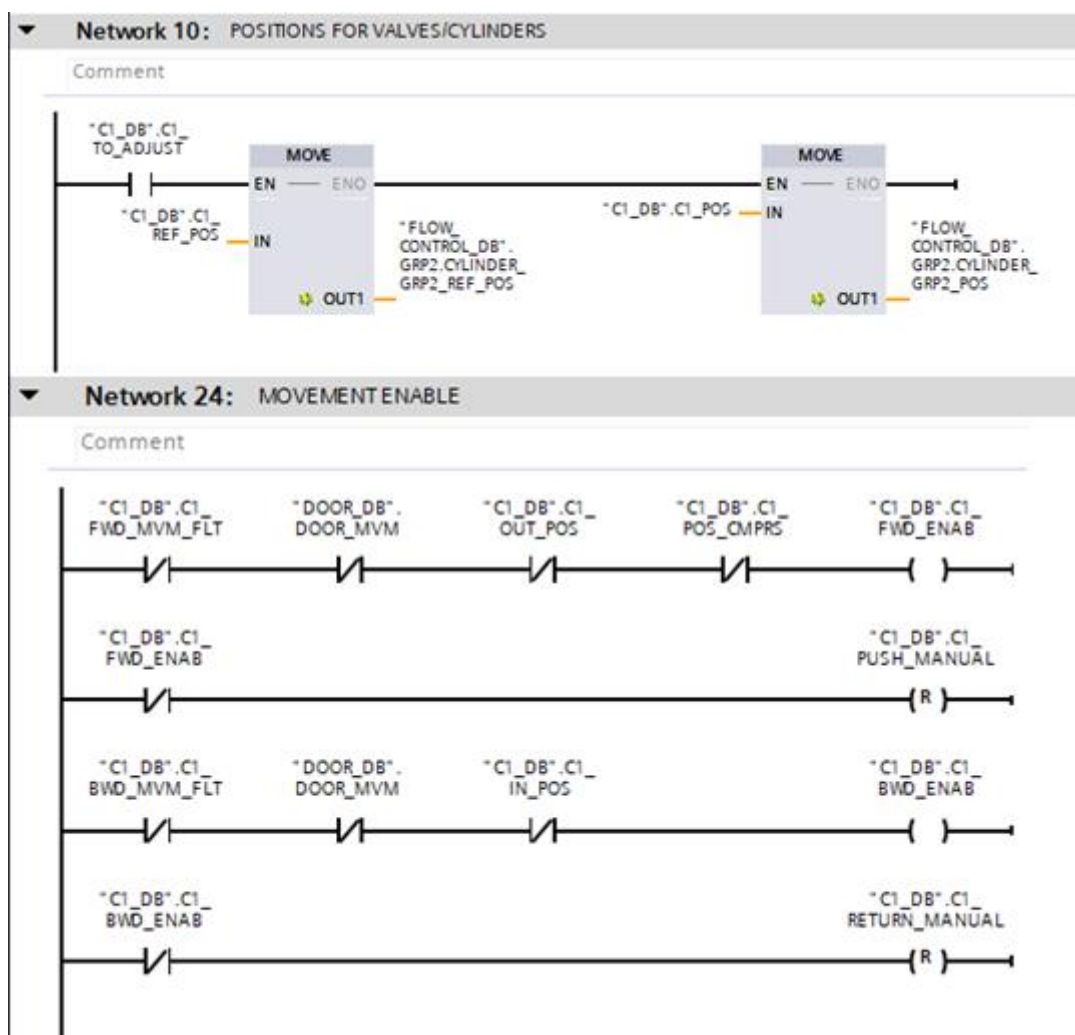 Network 10: POSITIONS FOR VALVES/CYLINDERS
Comment
"C1_DB".C1_
TO_ADJUST
MOVE
EN ENO
"C1_DB".C1_
REF_POS
IN
OUT1
"FLOW_
CONTROL_DB".
GRP2.CYLINDER_
GRP2_REF_POS
MOVE
EN ENO
"C1_DB".C1_POS
IN
OUT1
"FLOW_
CONTROL_DB".
GRP2.CYLINDER_
GRP2_POS
Network 24: MOVEMENT ENABLE
Comment
"C1_DB".C1_
FWD_MVM_FLT
"DOOR_DB".
DOOR_MVM
"C1_DB".C1_
OUT_POS
"C1_DB".C1_
POS_CMPRS
"C1_DB".C1_
FWD_ENAB
"C1_DB".C1_
FWD_ENAB
"C1_DB".C1_
PUSH_MANUAL
R
"C1_DB".C1_
BWD_MVM_FLT
"DOOR_DB".
DOOR_MVM
"C1_DB".C1_
IN_POS
"C1_DB".C1_
BWD_ENAB
"C1_DB".C1_
BWD_ENAB
"C1_DB".C1_
RETURN_MANUAL
R